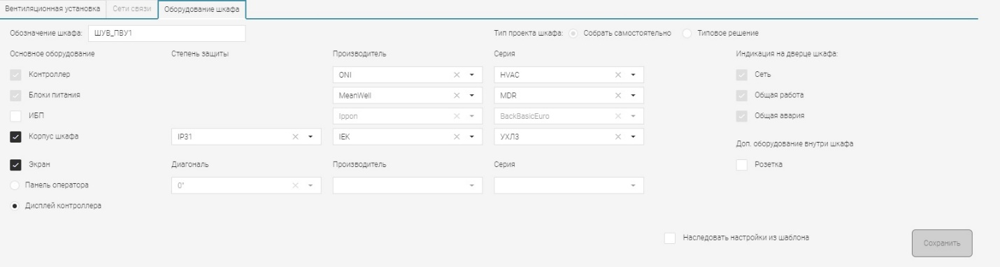 Вентиляционная установка Сети связи Оборудование шкафа
Обозначение шкафа: ШУВ_ПВУ1 Тип проекта шкафа: Собрать самостоятельно Типовое решение
Основное оборудование Степень защиты Производитель Серия Индикация на дверце шкафа:
Контроллер ONI HVAC Сеть
Блоки питания MeanWell MDR Общая работа
ИБП Ippon BackBasicEuro Общая авария
Корпус шкафа IP31 IEK УХЛ3
Доп. оборудование внутри шкафа
Экран Диагональ Производитель Серия Розетка
Панель оператора 0"
Дисплей контроллера
Наследовать настройки из шаблона Сохранить